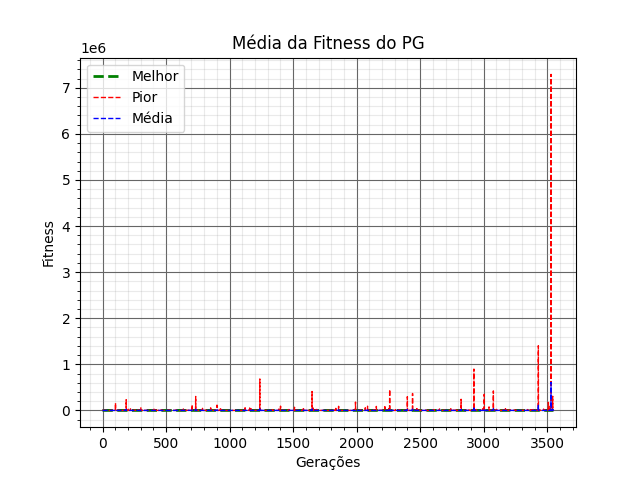 Média da Fitness do PG
1e6
Melhor
Pior
Média
7
6
5
4
3
2
1
0
Fitness
0 500 1000 1500 2000 2500 3000 3500
Gerações